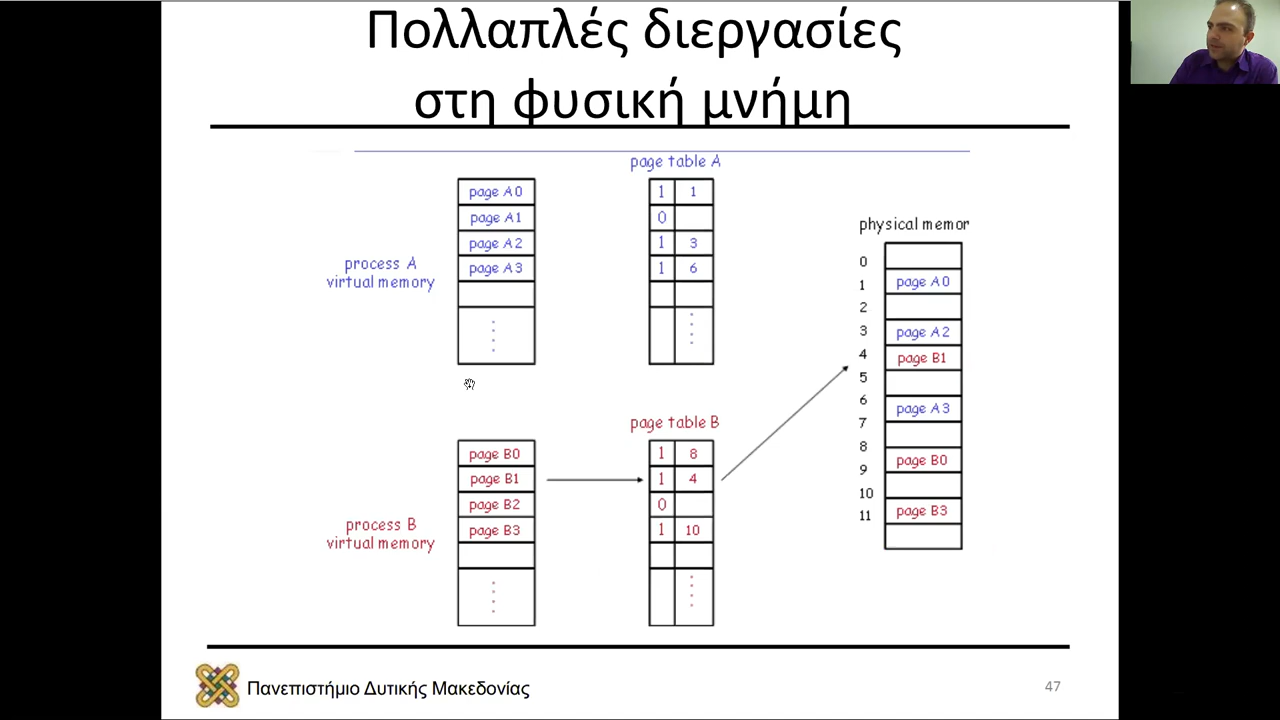 Πολλαπλές διεργασίες
στη φυσική μνήμη
page table A
page A0 1 1
page A1 0
page A2 1 3
page A3 1 6
process A
virtual memory
physical memor
0
1 page A0
2
3 page A2
4 page B1
5
6 page A3
7
8 page B0
9
10 page B3
11
page table B
page B0 1 8
page B1 1 4
page B2 0
page B3 1 10
process B
virtual memory
Πανεπιστήμιο Δυτικής Μακεδονίας
47